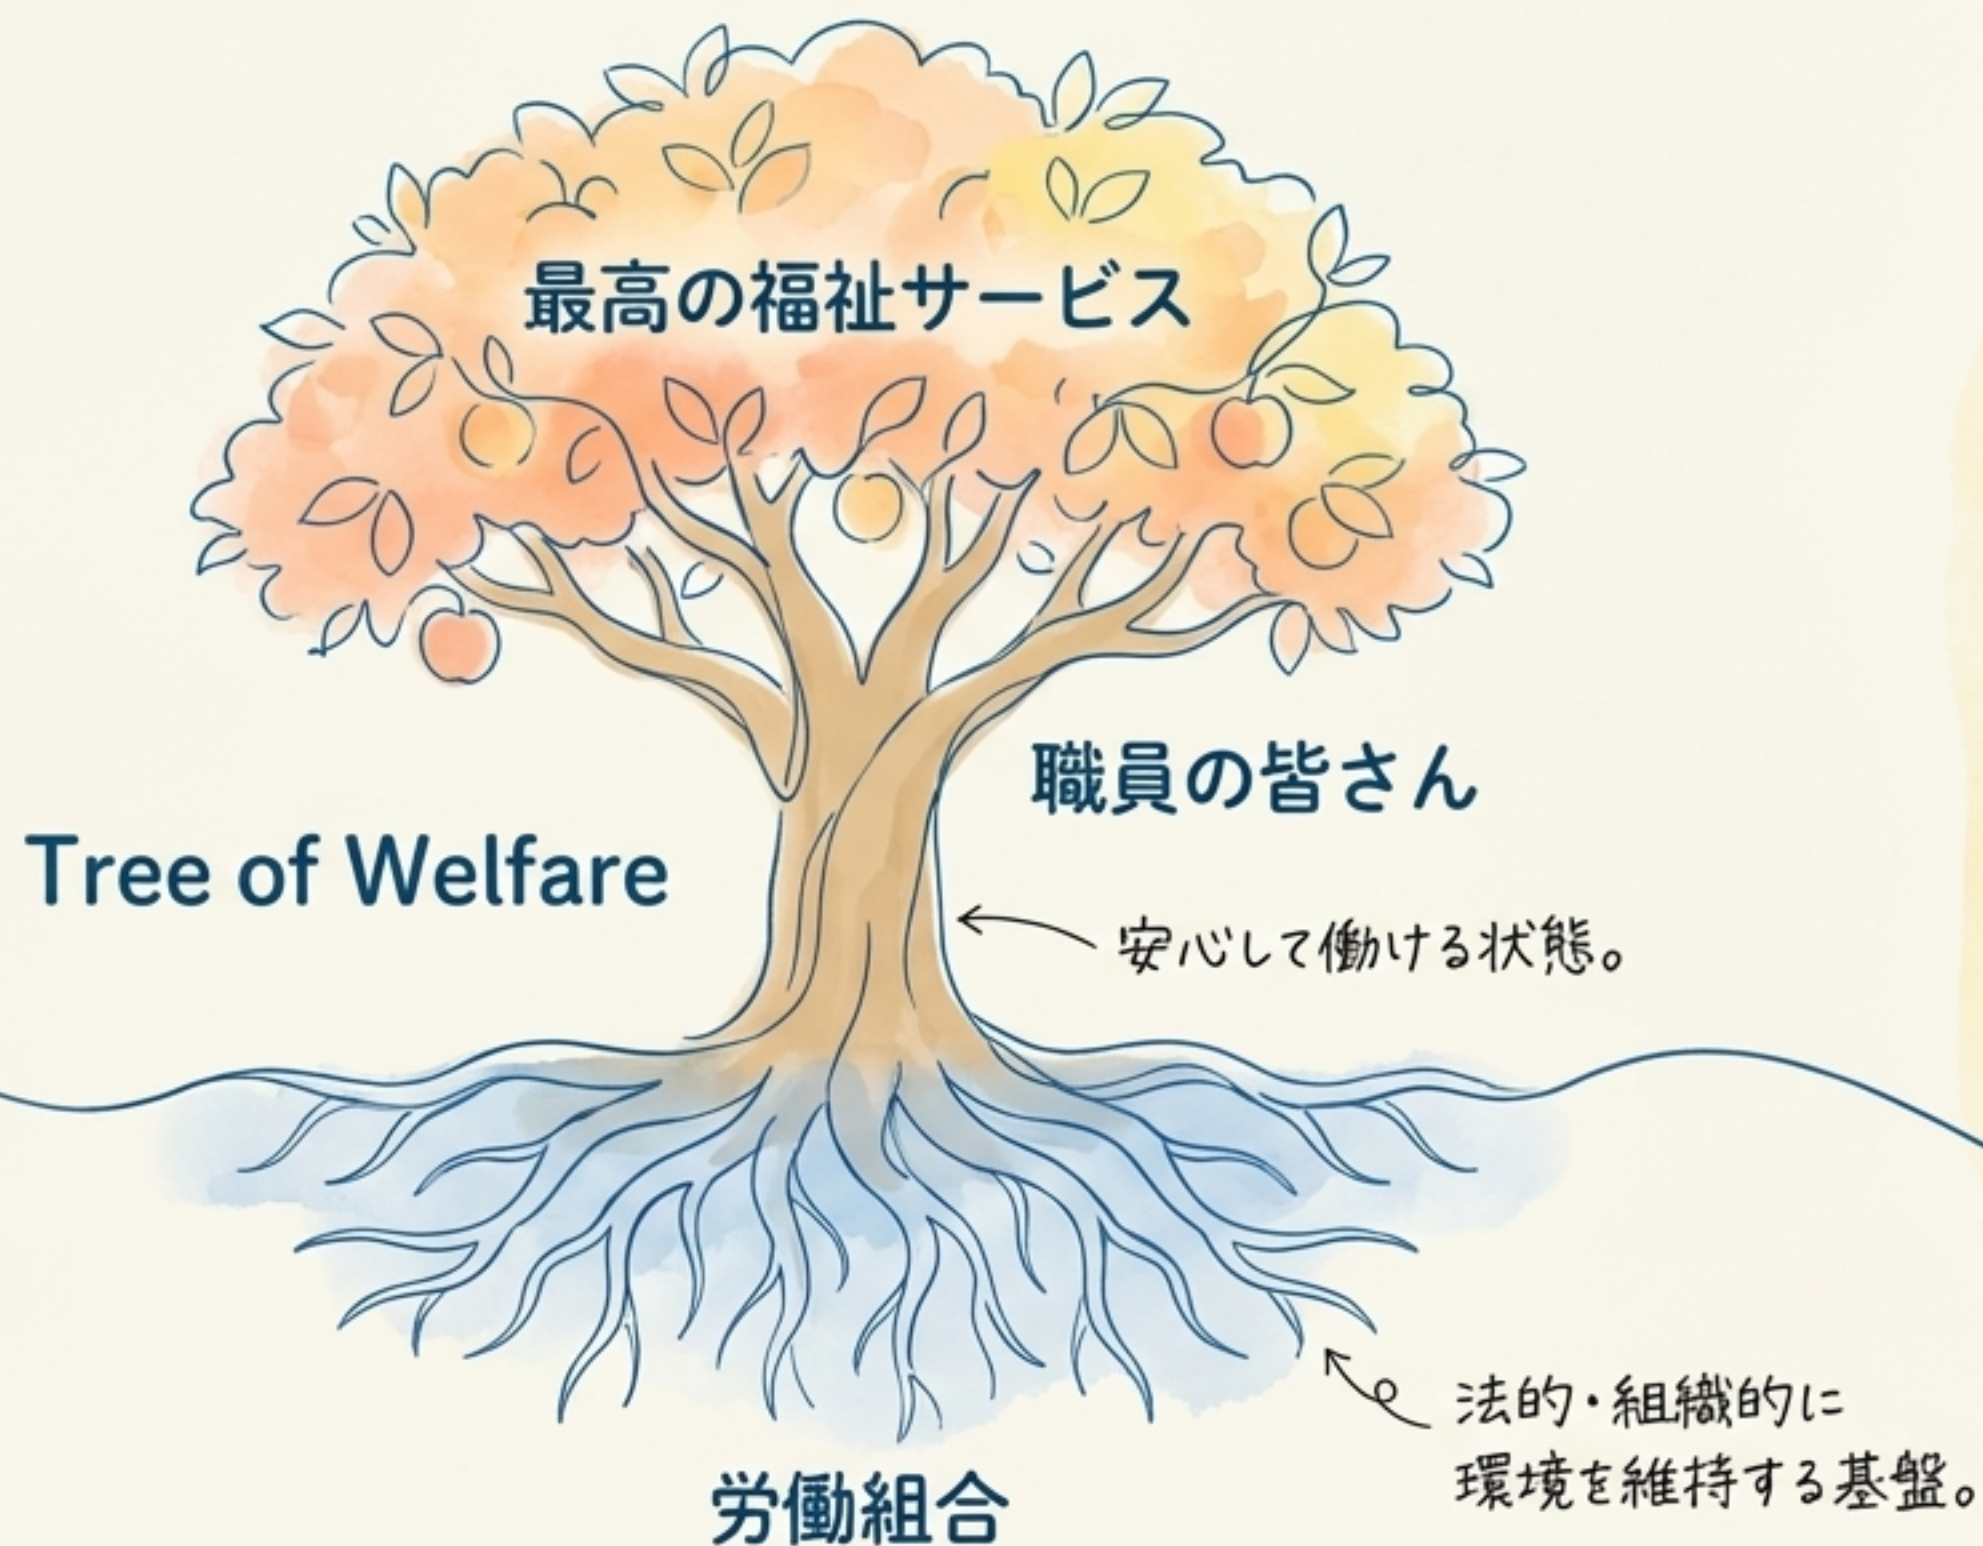 最高の福祉サービス
職員の皆さん
Tree of Welfare
安心して働ける状態。
法的・組織的に
環境を維持する基盤。
労働組合